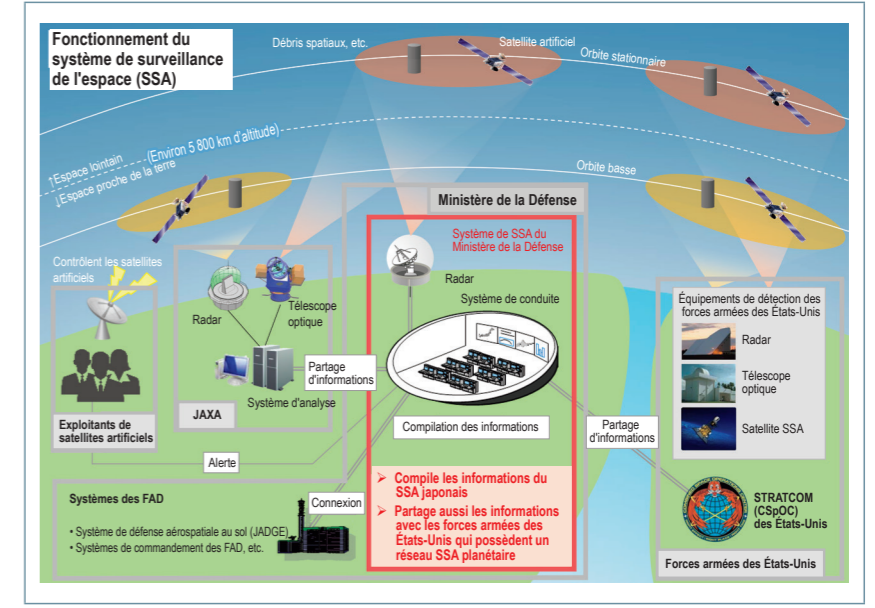 Fonctionnement du
système de surveillance
de l'espace (SSA)
Débris spatiaux, etc.
Satellite artificiel
Orbite stationnaire
↑Espace lointain
(Environ 5 800 km d'altitude)
↓Espace proche de la terre
Orbite basse
Ministère de la Défense
Système de SSA du
Ministère de la Défense
Radar
Système de conduite
Compilation des informations
➢ Compile les informations du
SSA japonais
➢ Partage aussi les informations
avec les forces armées des
États-Unis qui possèdent un
réseau SSA planétaire
Contrôlent les satellites
artificiels
Exploitants de
satellites artificiels
Radar
Télescope
optique
Système d'analyse
JAXA
Partage
d'informations
Alerte
Connexion
Systèmes des FAD
• Système de défense aérospatiale au sol (JADGE)
• Systèmes de commandement des FAD, etc.
Partage
d'informations
Équipements de détection des
forces armées des États-Unis
Radar
Télescope
optique
Satellite SSA
STRATCOM
(CSpOC)
des États-Unis
Forces armées des États-Unis